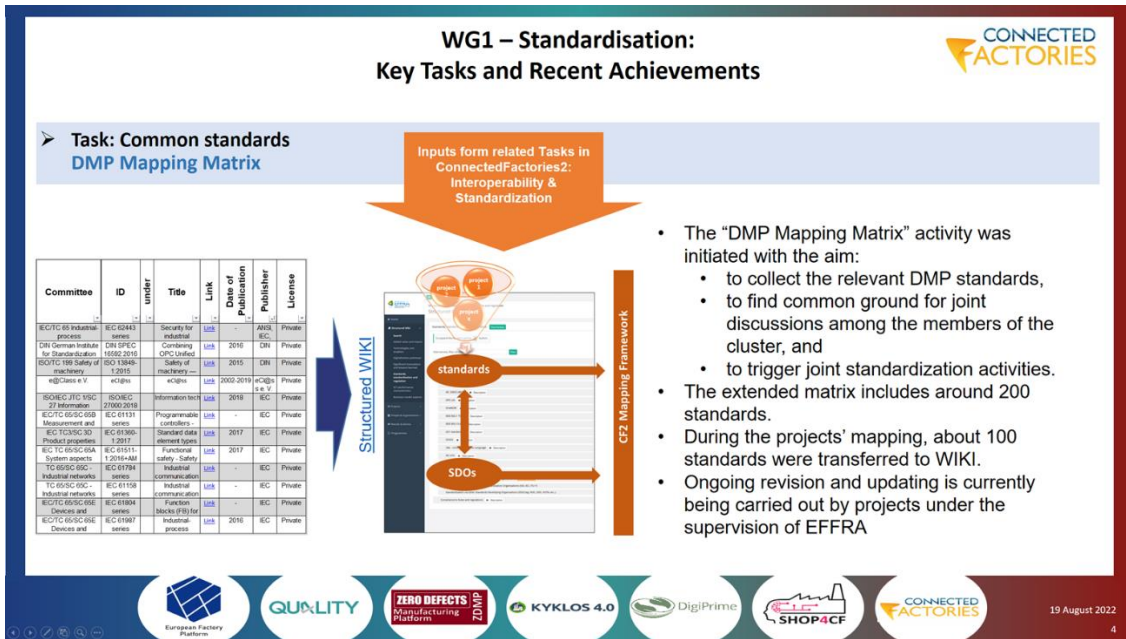 WG1 – Standardisation:
Key Tasks and Recent Achievements
CONNECTED
FACTORIES
➢ Task: Common standards
DMP Mapping Matrix
Inputs form related Tasks in
ConnectedFactories2:
Interoperability &
Standardization
Committee ID under Title Link Date of Publication Publisher License
IEC/TC 65 Industrial-process IEC 62443 series Security for industrial Link - ANSI, IEC, Private
DIN German Institute for Standardization DIN SPEC 16592:2016 Combining OPC Unified Link 2016 DIN Private
ISO/TC 199 Safety of machinery ISO 13849-1:2015 Safety of machinery — Link 2015 DIN Private
e@Class e.V. eCl@ss eCl@ss Link 2002-2019 eCl@s s e.V. Private
ISO/IEC JTC 1/SC 27 Information ISO/IEC 27000:2018 Information tech Link 2018 IEC Private
IEC/TC 65/SC 65B Measurement and IEC 61131 series Programmable controllers - Link - IEC Private
IEC TC3/SC 3D Product properties IEC 61360-1:2017 Standard data element types Link 2017 IEC Private
IEC TC 65/SC 65A System aspects IEC 61511-1:2016+AM Functional safety - Safety Link 2017 IEC Private
TC 65/SC 65C - Industrial networks IEC 61784 series Industrial communication Link - IEC Private
TC 65/SC 65C - Industrial networks IEC 61158 series Industrial communication Link - IEC Private
IEC/TC 65/SC 65E Devices and IEC 61804 series Function blocks (FB) for Link - IEC Private
IEC/TC 65/SC 65E Devices and IEC 61987 series Industrial-process Link 2016 IEC Private
Structured WIKI
project
1
project
project
standards
SDOs
CF2 Mapping Framework
• The “DMP Mapping Matrix” activity was
initiated with the aim:
• to collect the relevant DMP standards,
• to find common ground for joint
discussions among the members of the
cluster, and
• to trigger joint standardization activities.
• The extended matrix includes around 200
standards.
• During the projects’ mapping, about 100
standards were transferred to WIKI.
• Ongoing revision and updating is currently
being carried out by projects under the
supervision of EFFRA
European Factory
Platform
QU4LITY
ZERO DEFECTS
Manufacturing
Platform
ZDMP
KYKLOS 4.0
DigiPrime
SHOP4CF
CONNECTED
FACTORIES
19 August 2022
4